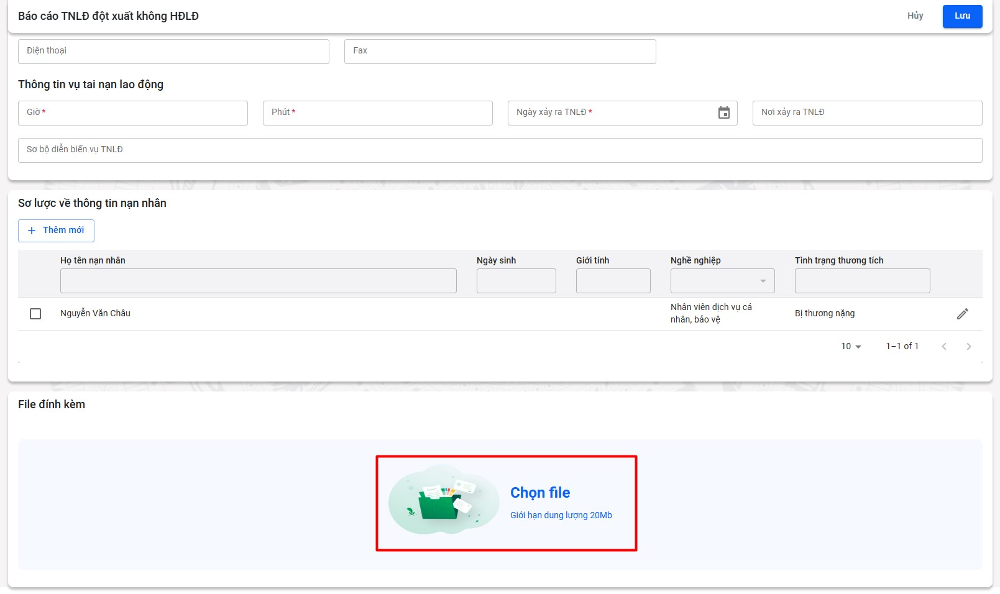 Báo cáo TNLĐ đột xuất không HĐLĐ
Hủy
Lưu
Điện thoại
Fax
Thông tin vụ tai nạn lao động
Giờ *
Phút *
Ngày xảy ra TNLĐ *
Nơi xảy ra TNLĐ
Sơ bộ diễn biến vụ TNLĐ
Sơ lược về thông tin nạn nhân
+ Thêm mới
Họ tên nạn nhân
Ngày sinh
Giới tính
Nghề nghiệp
Tình trạng thương tích
Nguyễn Văn Châu
Nhân viên dịch vụ cá
nhân, bảo vệ
Bị thương nặng
10
1–1 of 1
File đính kèm
Chọn file
Giới hạn dung lượng 20Mb